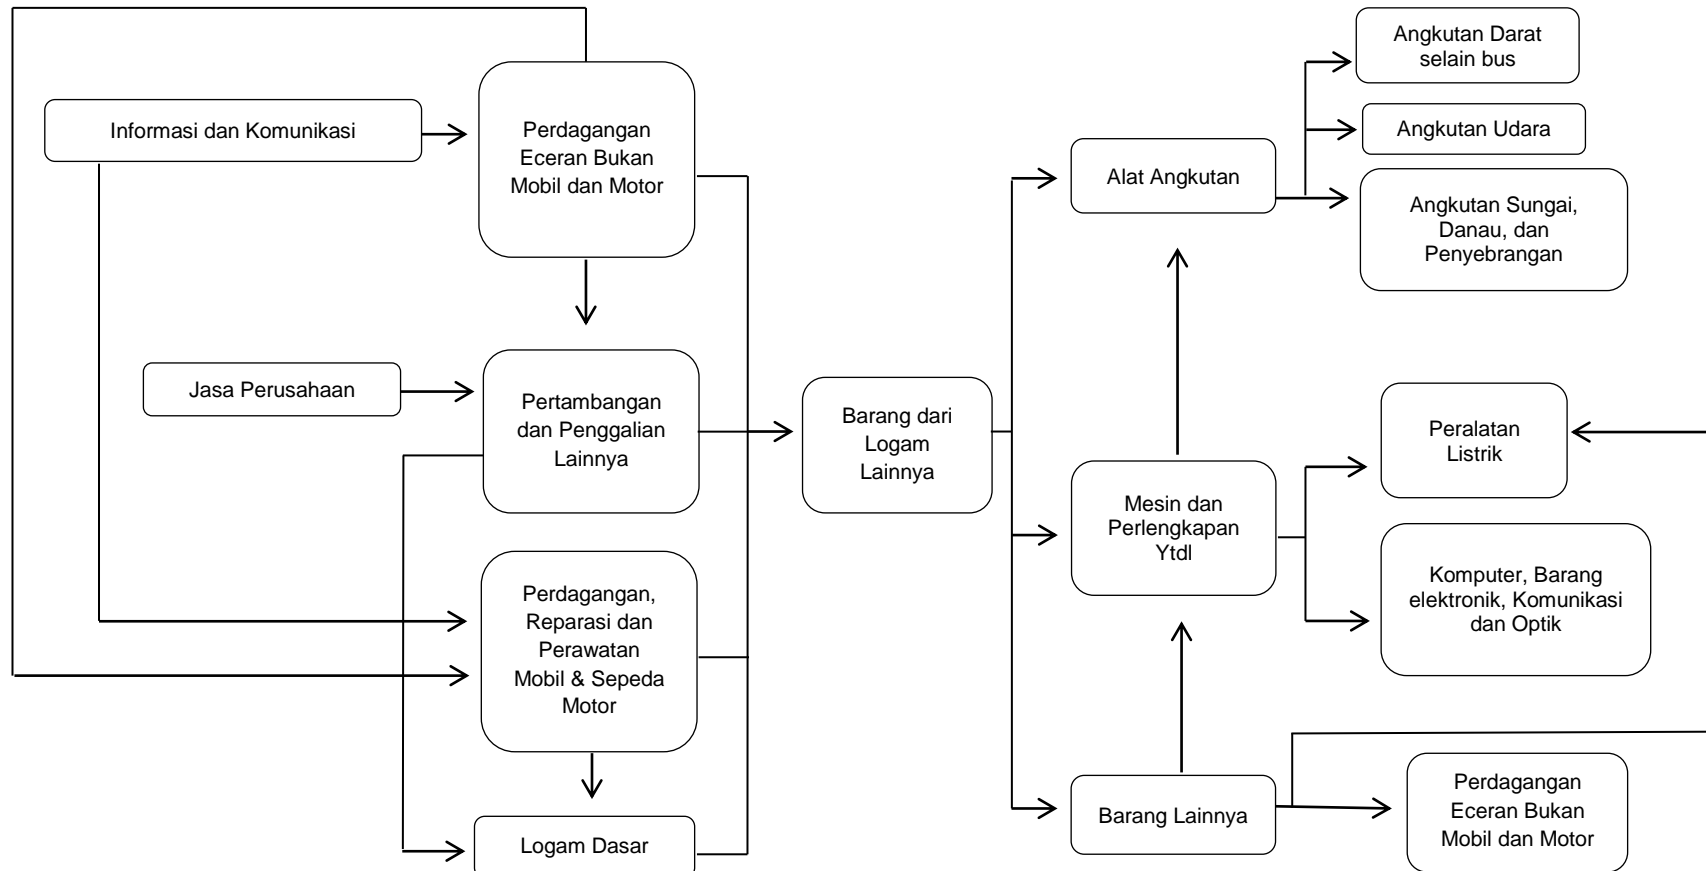 Angkutan Darat
selain bus
Informasi dan Komunikasi
Perdagangan
Eceran Bukan
Mobil dan Motor
Angkutan Udara
Alat Angkutan
Angkutan Sungai,
Danau, dan
Penyebrangan
Jasa Perusahaan
Pertambangan
dan Penggalian
Lainnya
Barang dari
Logam
Lainnya
Peralatan
Listrik
Mesin dan
Perlengkapan
Ytdl
Komputer, Barang
elektronik, Komunikasi
dan Optik
Perdagangan,
Reparasi dan
Perawatan
Mobil & Sepeda
Motor
Logam Dasar
Barang Lainnya
Perdagangan
Eceran Bukan
Mobil dan Motor